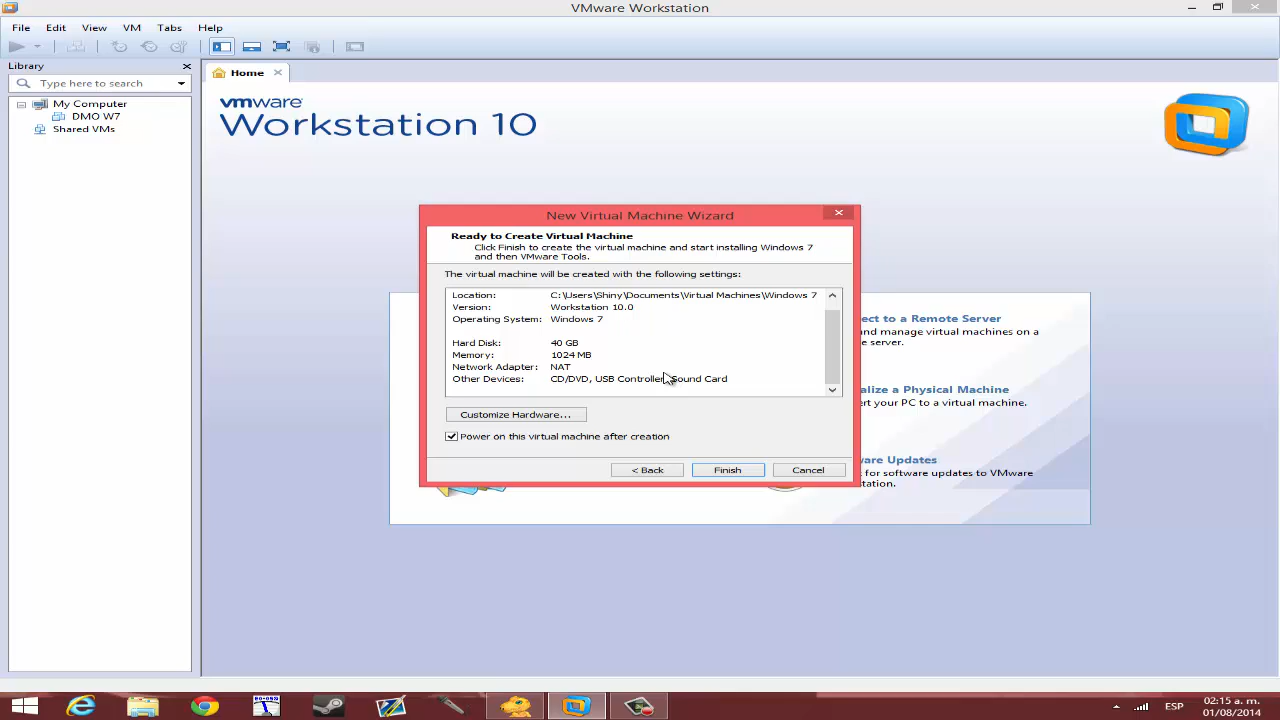 VMware Workstation
File Edit View VM Tabs Help
Library
Type here to search
My Computer
DMO W7
Shared VMs
Home
vmware
Workstation 10
New Virtual Machine Wizard
Ready to Create Virtual Machine
Click Finish to create the virtual machine and start installing Windows 7
and then VMware Tools.
The virtual machine will be created with the following settings:
Location: C:\Users\Shiny\Documents\Virtual Machines\Windows 7
Version: Workstation 10.0
Operating System: Windows 7
Hard Disk: 40 GB
Memory: 1024 MB
Network Adapter: NAT
Other Devices: CD/DVD, USB Controller, Sound Card
Customize Hardware...
Power on this virtual machine after creation
< Back Finish Cancel
ect to a Remote Server
and manage virtual machines on a
e server.
alize a Physical Machine
ert your PC to a virtual machine.
ware Updates
k for software updates to VMware
station.
ESP
02:15 a. m.
01/08/2014